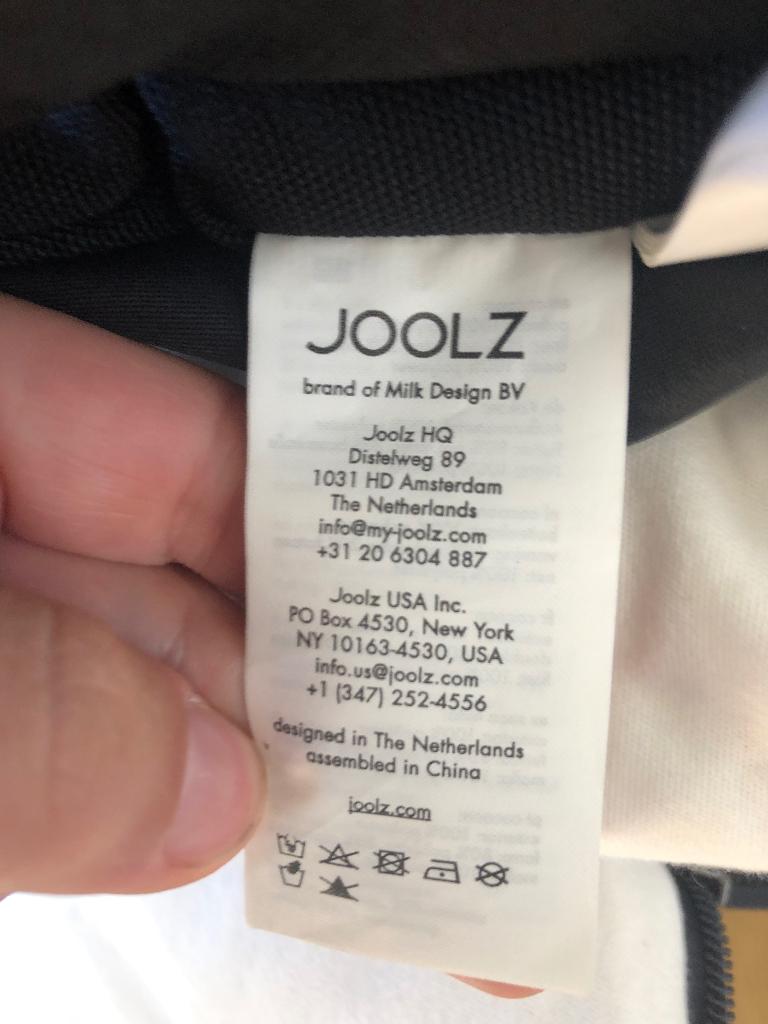 JOOLZ
brand of Milk Design BV
Joolz HQ
Distelweg 89
1031 HD Amsterdam
The Netherlands
info@my-joolz.com
+31 20 6304 887
Joolz USA Inc.
PO Box 4530, New York
NY 10163-4530, USA
info.us@joolz.com
+1 (347) 252-4556
designed in The Netherlands
assembled in China
joolz.com